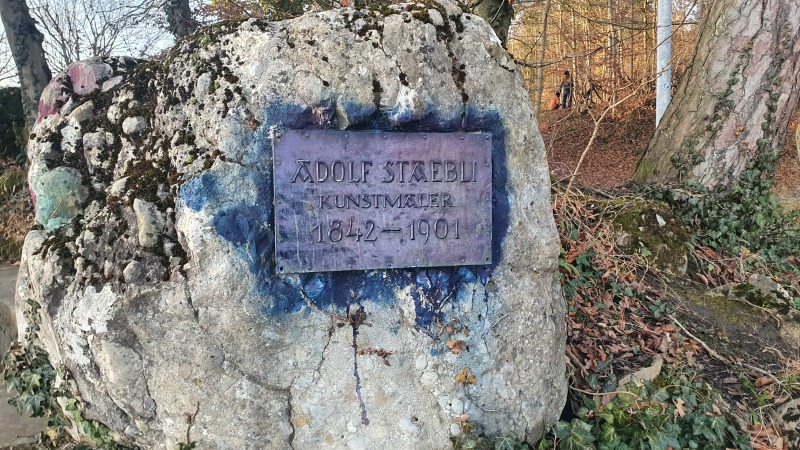 ADOLF STAEBLI
KUNSTMALER
1842–1901